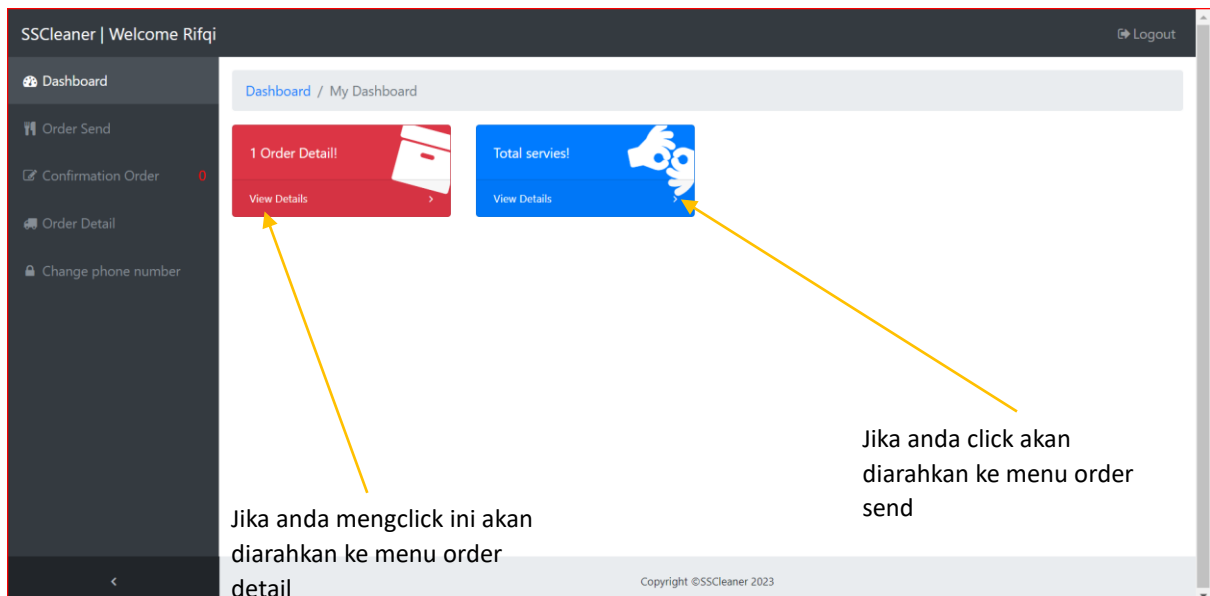 SSCleaner | Welcome Rifqi
Logout
Dashboard
Order Send
Confirmation Order 0
Order Detail
Change phone number
Dashboard / My Dashboard
1 Order Detail!
View Details
Total servies!
View Details
Jika anda click akan
diarahkan ke menu order
send
Jika anda mengclick ini akan
diarahkan ke menu order
detail
Copyright ©SSCleaner 2023